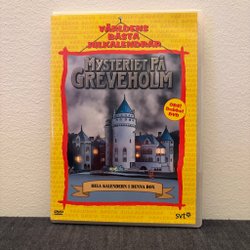 VÄRLDENS
BÄSTA
JULKALENDRAR
MYSTERIET PÅ
GREVEHOLM
OBS!
Dubbel
DVD
HELA KALENDERN I DENNA BOX
DVD
svt